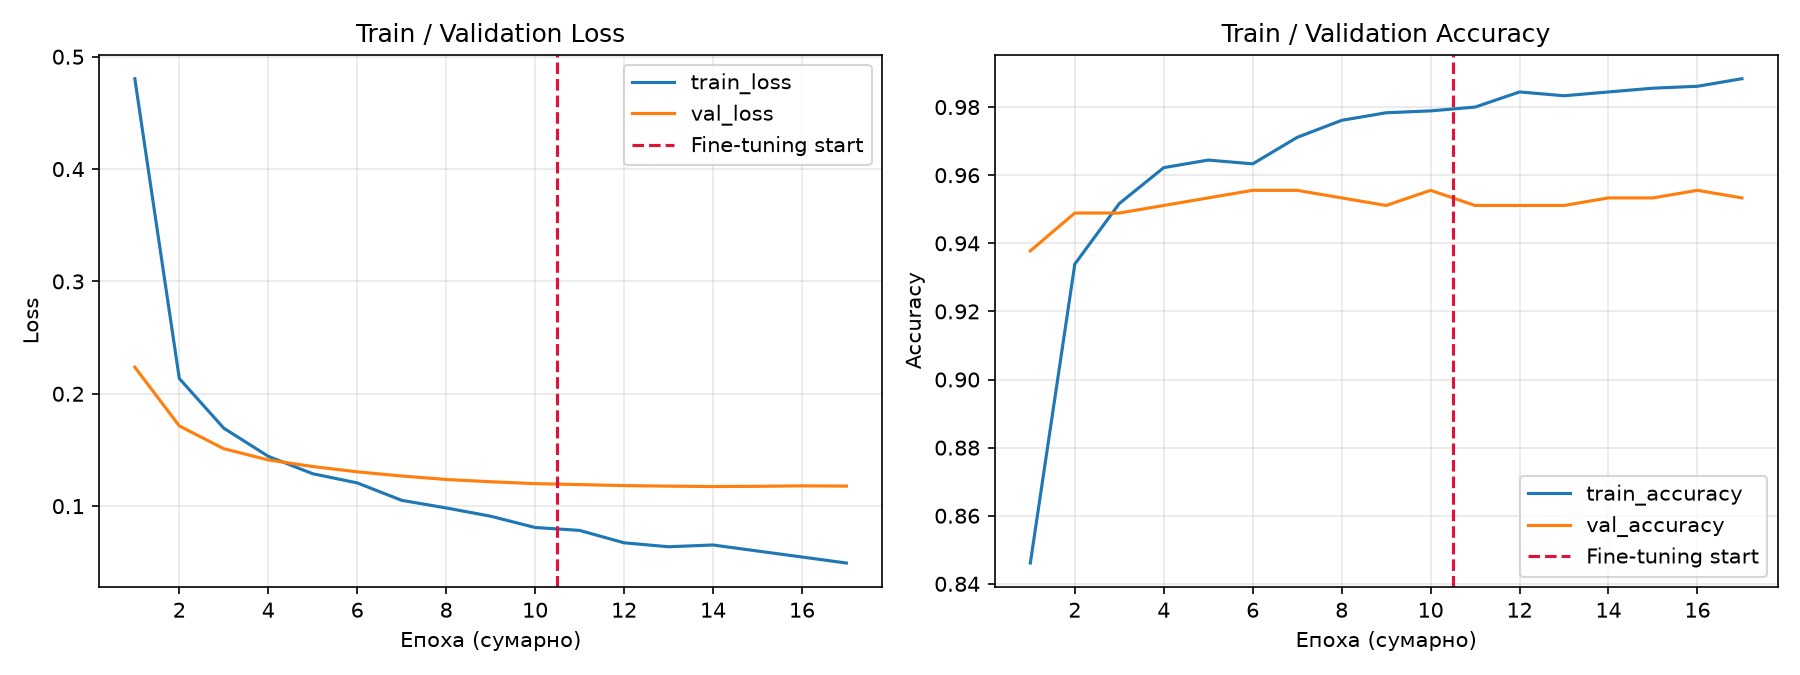 Train / Validation Loss
0.5
0.4
0.3
0.2
0.1
Loss
train_loss
val_loss
Fine-tuning start
2 4 6 8 10 12 14 16
Епоха (сумарно)
Train / Validation Accuracy
0.98
0.96
0.94
0.92
0.90
0.88
0.86
0.84
Accuracy
train_accuracy
val_accuracy
Fine-tuning start
2 4 6 8 10 12 14 16
Епоха (сумарно)